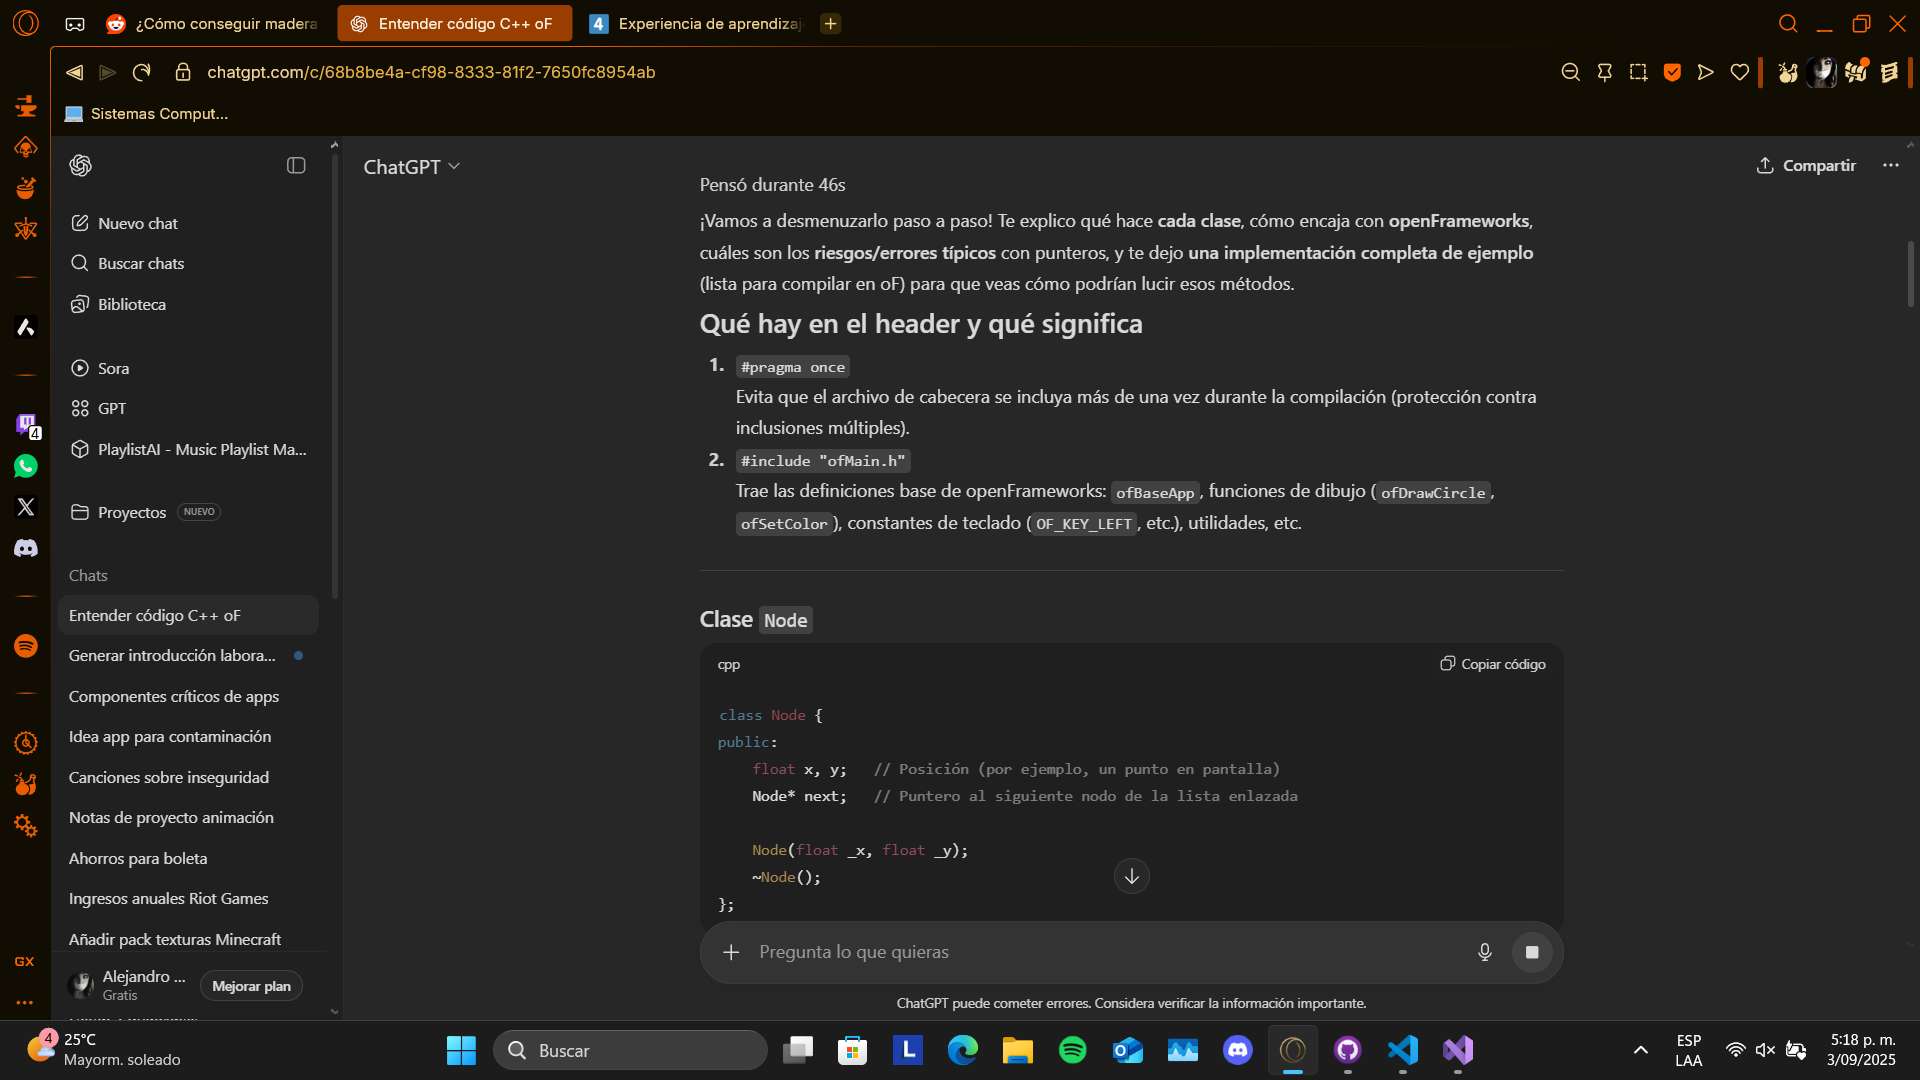 ¿Cómo conseguir madera
Entender código C++ oF
4
Experiencia de aprendizaj
chatgpt.com/c/68b8be4a-cf98-8333-81f2-7650fc8954ab
Sistemas Comput...
ChatGPT
Compartir
Nuevo chat
Buscar chats
Biblioteca
Sora
GPT
PlaylistAI - Music Playlist Ma...
Proyectos
NUEVO
Chats
Entender código C++ oF
Generar introducción labora...
Componentes críticos de apps
Idea app para contaminación
Canciones sobre inseguridad
Notas de proyecto animación
Ahorros para boleta
Ingresos anuales Riot Games
Añadir pack texturas Minecraft
Alejandro ...
Gratis
Mejorar plan
4
GX
Pensó durante 46s
¡Vamos a desmenuzarlo paso a paso! Te explico qué hace cada clase, cómo encaja con openFrameworks,
cuáles son los riesgos/errores típicos con punteros, y te dejo una implementación completa de ejemplo
(lista para compilar en oF) para que veas cómo podrían lucir esos métodos.
Qué hay en el header y qué significa
1. #pragma once
Evita que el archivo de cabecera se incluya más de una vez durante la compilación (protección contra
inclusiones múltiples).
2. #include "ofMain.h"
Trae las definiciones base de openFrameworks: ofBaseApp, funciones de dibujo (ofDrawCircle,
ofSetColor), constantes de teclado (OF_KEY_LEFT, etc.), utilidades, etc.
Clase Node
cpp
Copiar código
class Node {
public:
    float x, y;   // Posición (por ejemplo, un punto en pantalla)
    Node* next;   // Puntero al siguiente nodo de la lista enlazada
    Node(float _x, float _y);
    ~Node();
};
Pregunta lo que quieras
ChatGPT puede cometer errores. Considera verificar la información importante.
4
25°C
Mayorm. soleado
Buscar
L
ESP
LAA
5:18 p. m.
3/09/2025